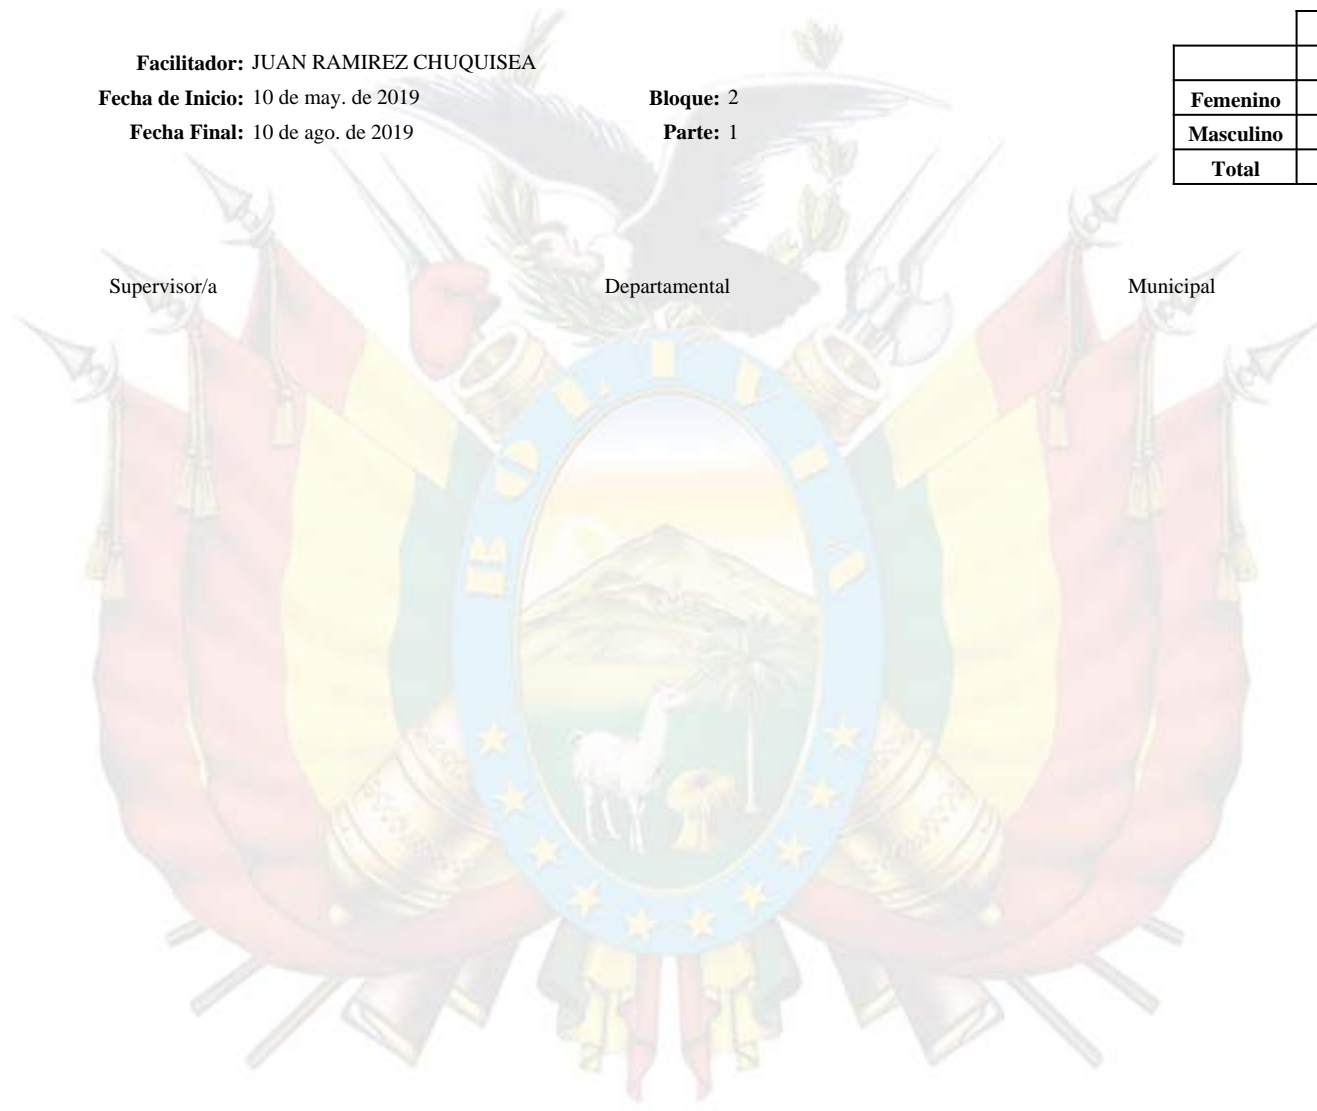 Facilitador: JUAN RAMIREZ CHUQUISEA
Fecha de Inicio: 10 de may. de 2019 Bloque: 2
Fecha Final: 10 de ago. de 2019 Parte: 1
Femenino
Masculino
Total
Supervisor/a Departamental Municipal
BOLIVIA